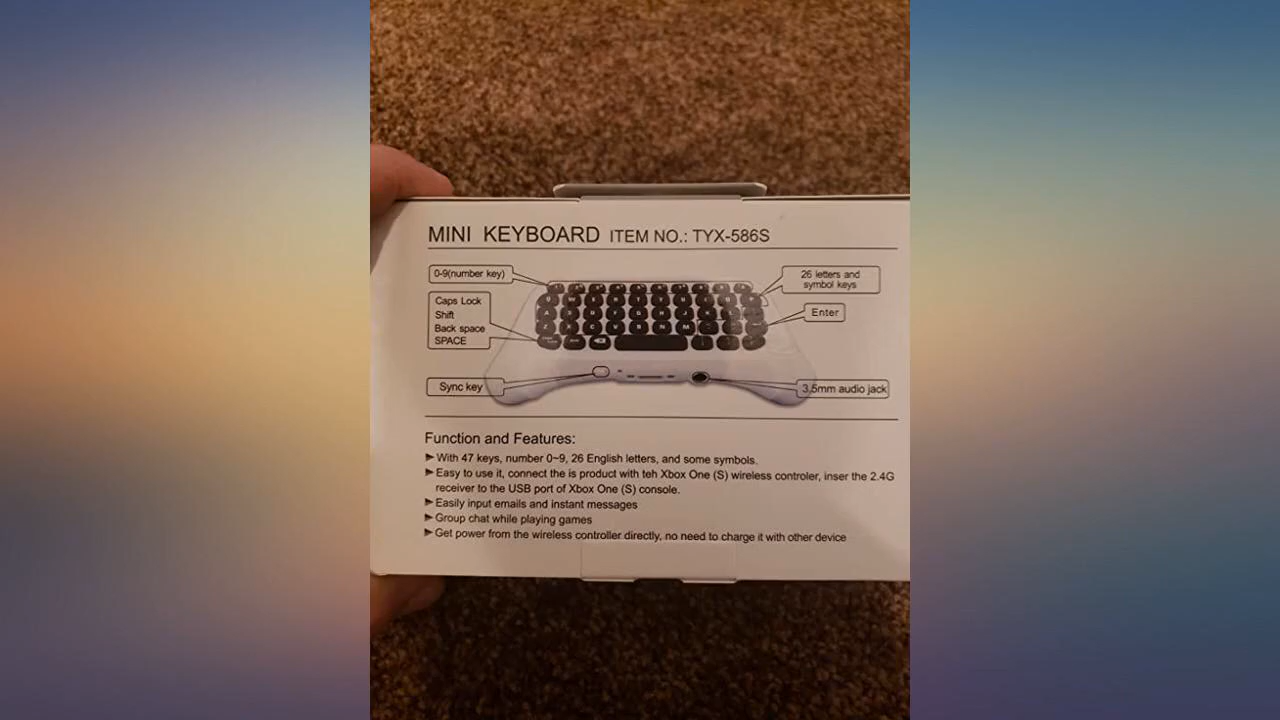 MINI KEYBOARD ITEM NO.: TYX-586S
0-9(number key)
26 letters and
symbol keys
Caps Lock
Shift
Back space
SPACE
Enter
Sync key
3.5mm audio jack
Function and Features:
►With 47 keys, number 0~9, 26 English letters, and some symbols.
►Easy to use it, connect the is product with teh Xbox One (S) wireless controler, inser the 2.4G
receiver to the USB port of Xbox One (S) console.
►Easily input emails and instant messages
►Group chat while playing games
►Get power from the wireless controller directly, no need to charge it with other device